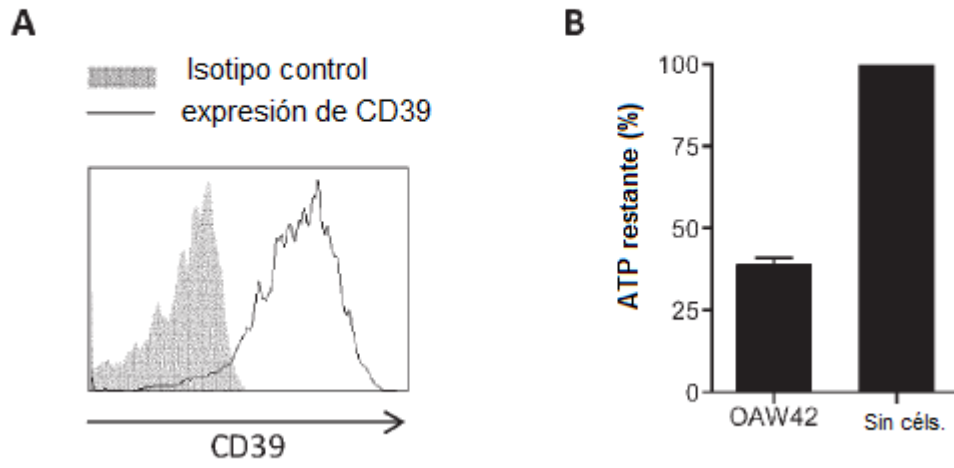 A
Isotipo control
expresión de CD39
CD39
B
ATP restante (%)
100
75
50
25
0
OAW42
Sin céls.